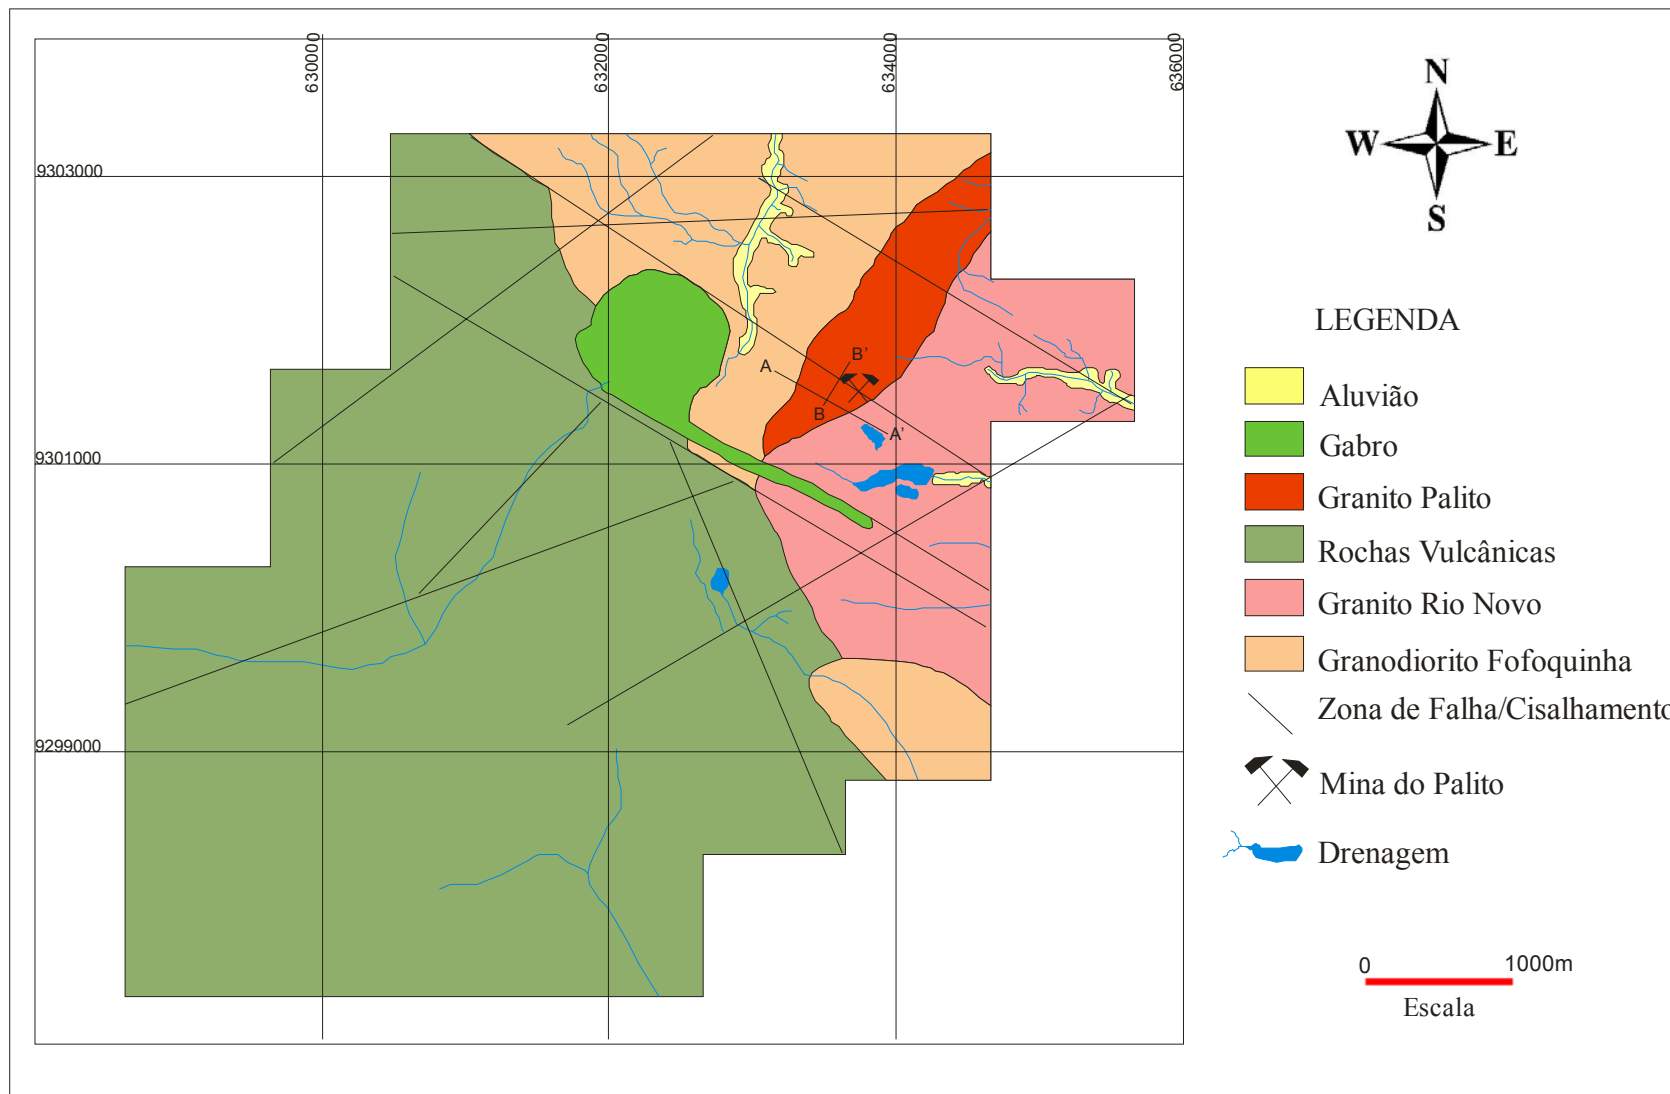 630000
632000
634000
636000
9303000
9301000
9299000
A
B'
B
A'
N
W
E
S
LEGENDA
Aluvião
Gabro
Granito Palito
Rochas Vulcânicas
Granito Rio Novo
Granodiorito Fofoquinha
Zona de Falha/Cisalhamento
Mina do Palito
Drenagem
0 1000m
Escala